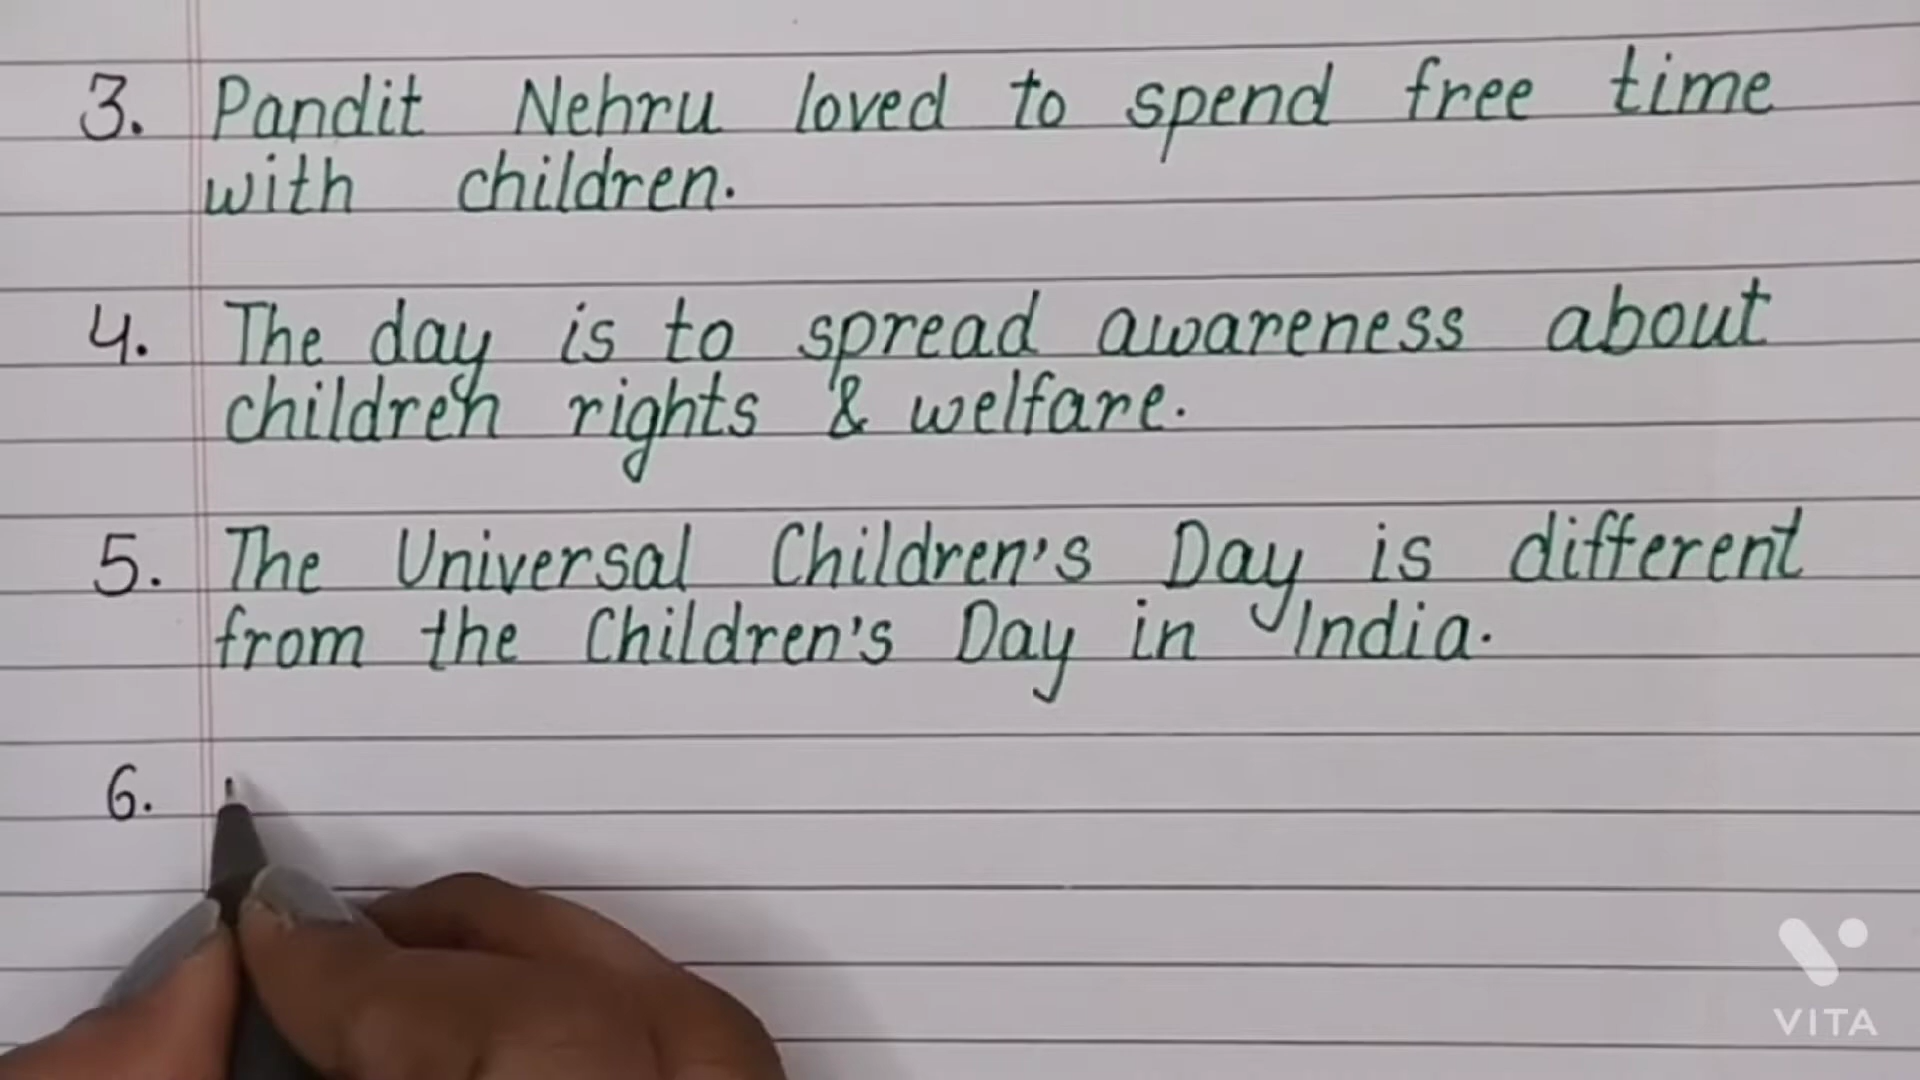 3. Pandit Nehru loved to spend free time
with children.
4. The day is to spread awareness about
children rights & welfare.
5. The Universal Children's Day is different
from the Children's Day in India.
6.
VITA